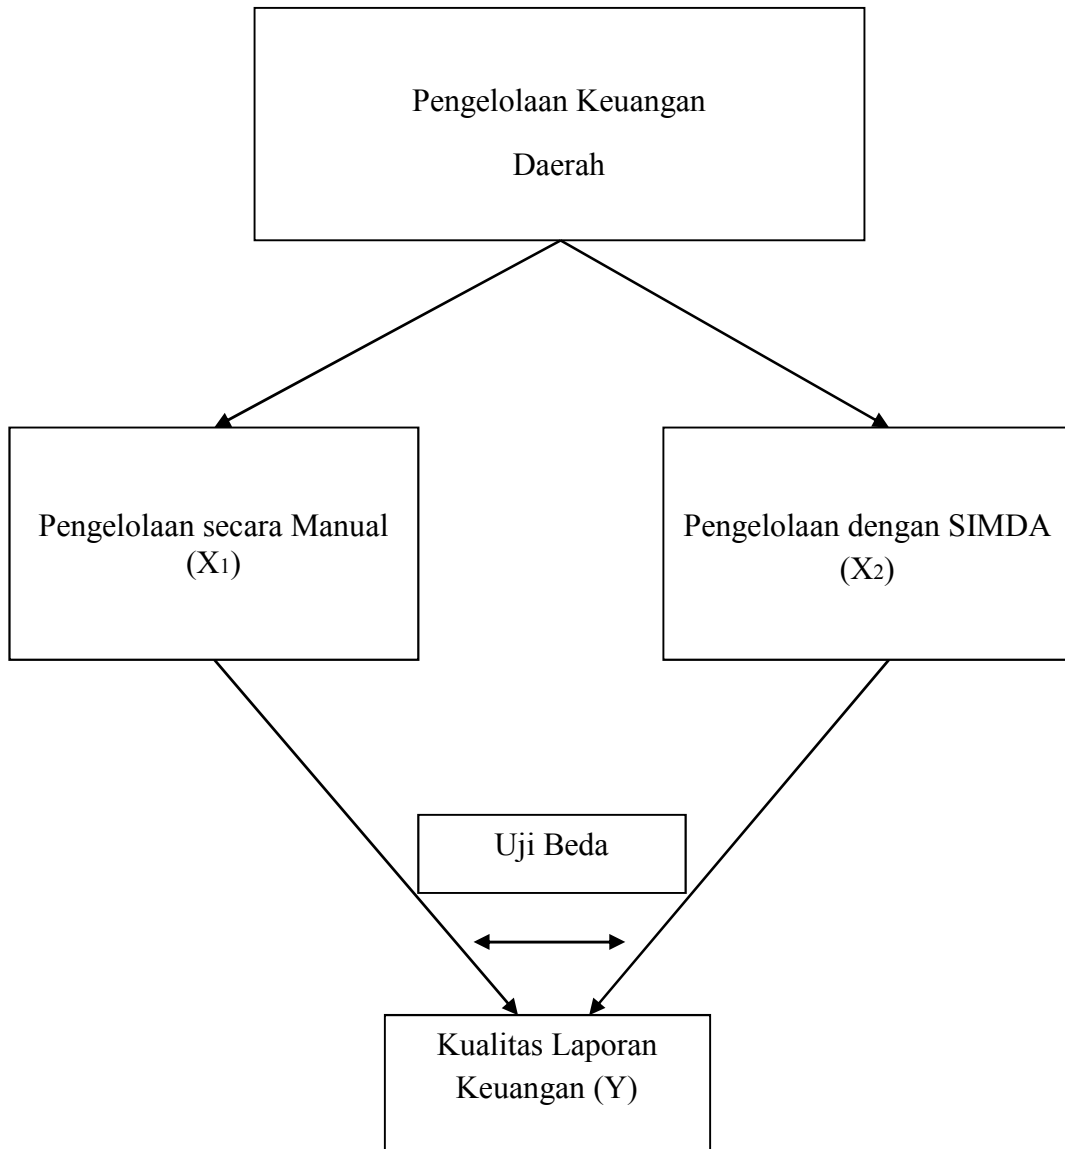 Pengelolaan Keuangan
Daerah
Pengelolaan secara Manual
(X1)
Pengelolaan dengan SIMDA
(X2)
Uji Beda
Kualitas Laporan
Keuangan (Y)